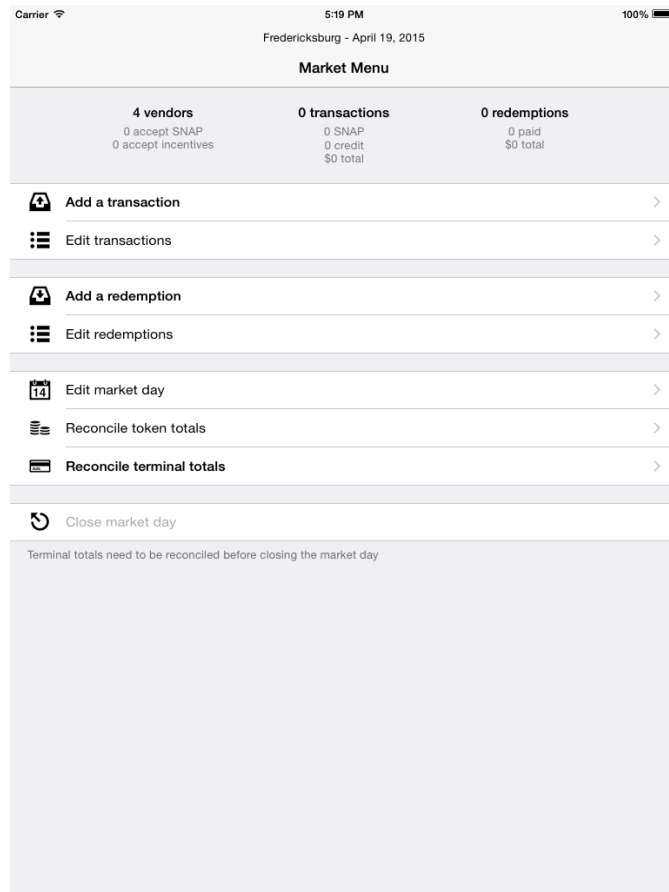 Carrier 5:19 PM 100%
Fredericksburg - April 19, 2015
Market Menu
4 vendors
0 accept SNAP
0 accept incentives
0 transactions
0 SNAP
0 credit
$0 total
0 redemptions
0 paid
$0 total
Add a transaction
Edit transactions
Add a redemption
Edit redemptions
14 Edit market day
Reconcile token totals
Reconcile terminal totals
Close market day
Terminal totals need to be reconciled before closing the market day